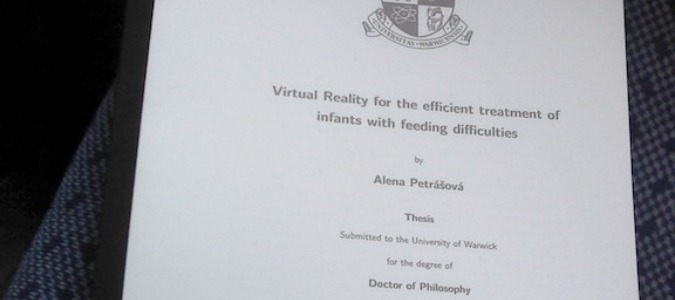 UNIVERSITAS WARWICENSIS
Virtual Reality for the efficient treatment of
infants with feeding difficulties
by
Alena Petrášová
Thesis
Submitted to the University of Warwick
for the degree of
Doctor of Philosophy